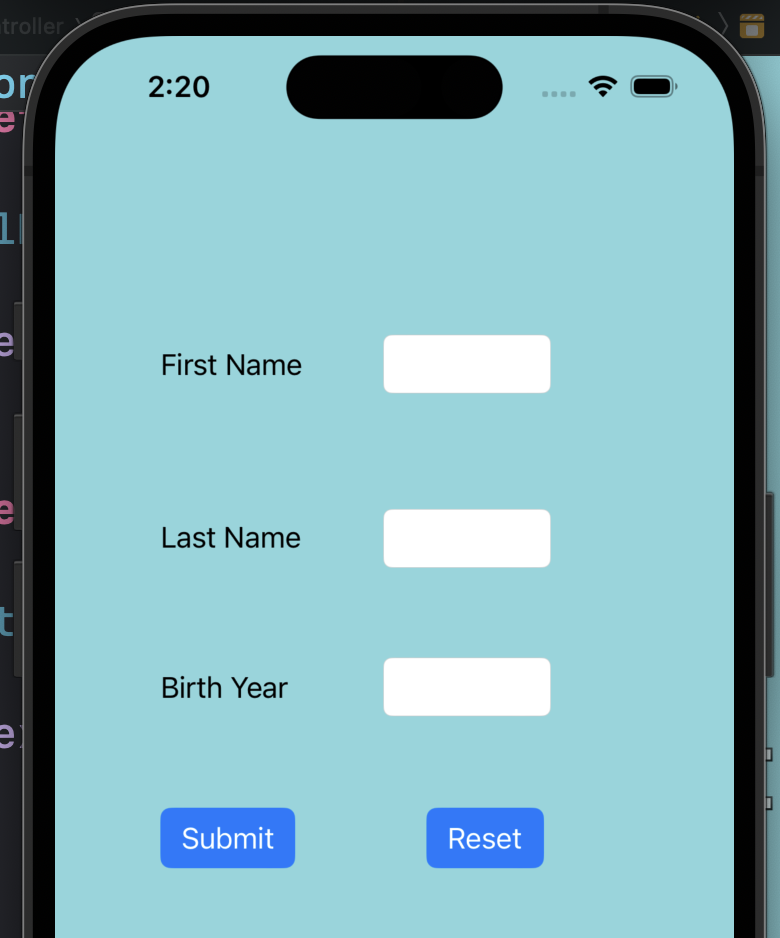 2:20
First Name
Last Name
Birth Year
Submit
Reset